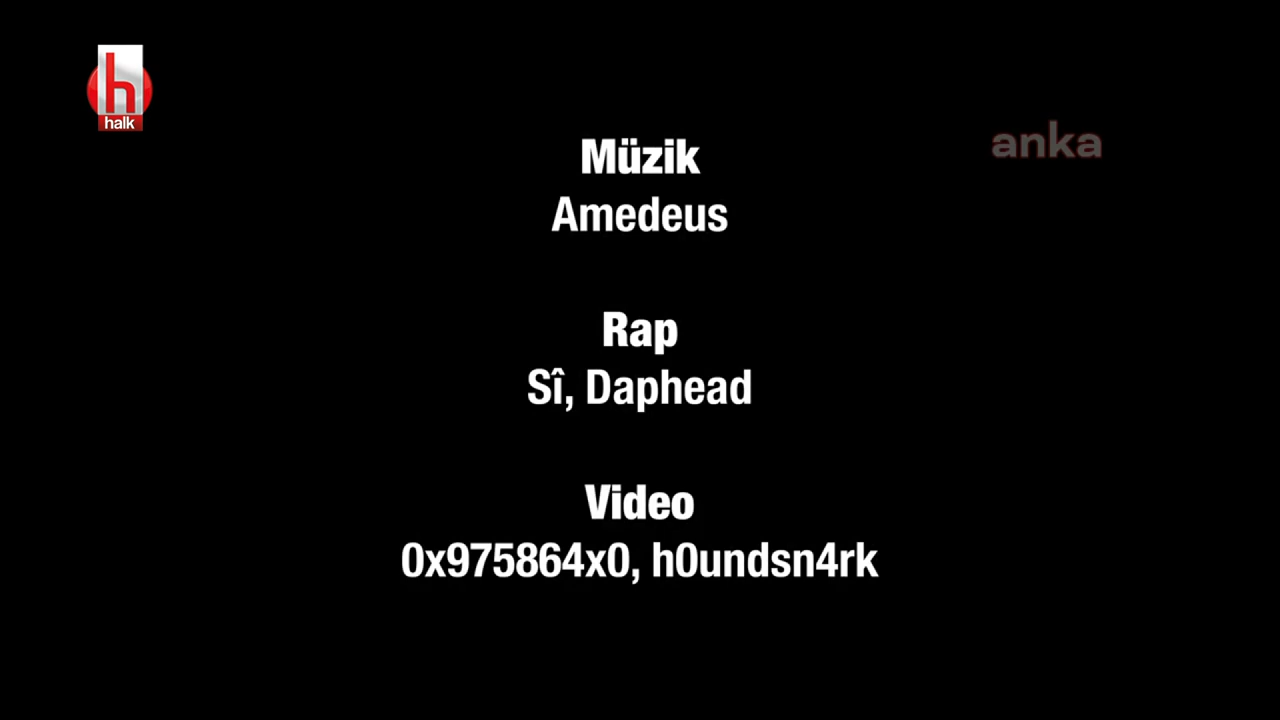 h
halk
anka
Müzik
Amedeus
Rap
Sî, Daphead
Video
0x975864x0, h0undsn4rk